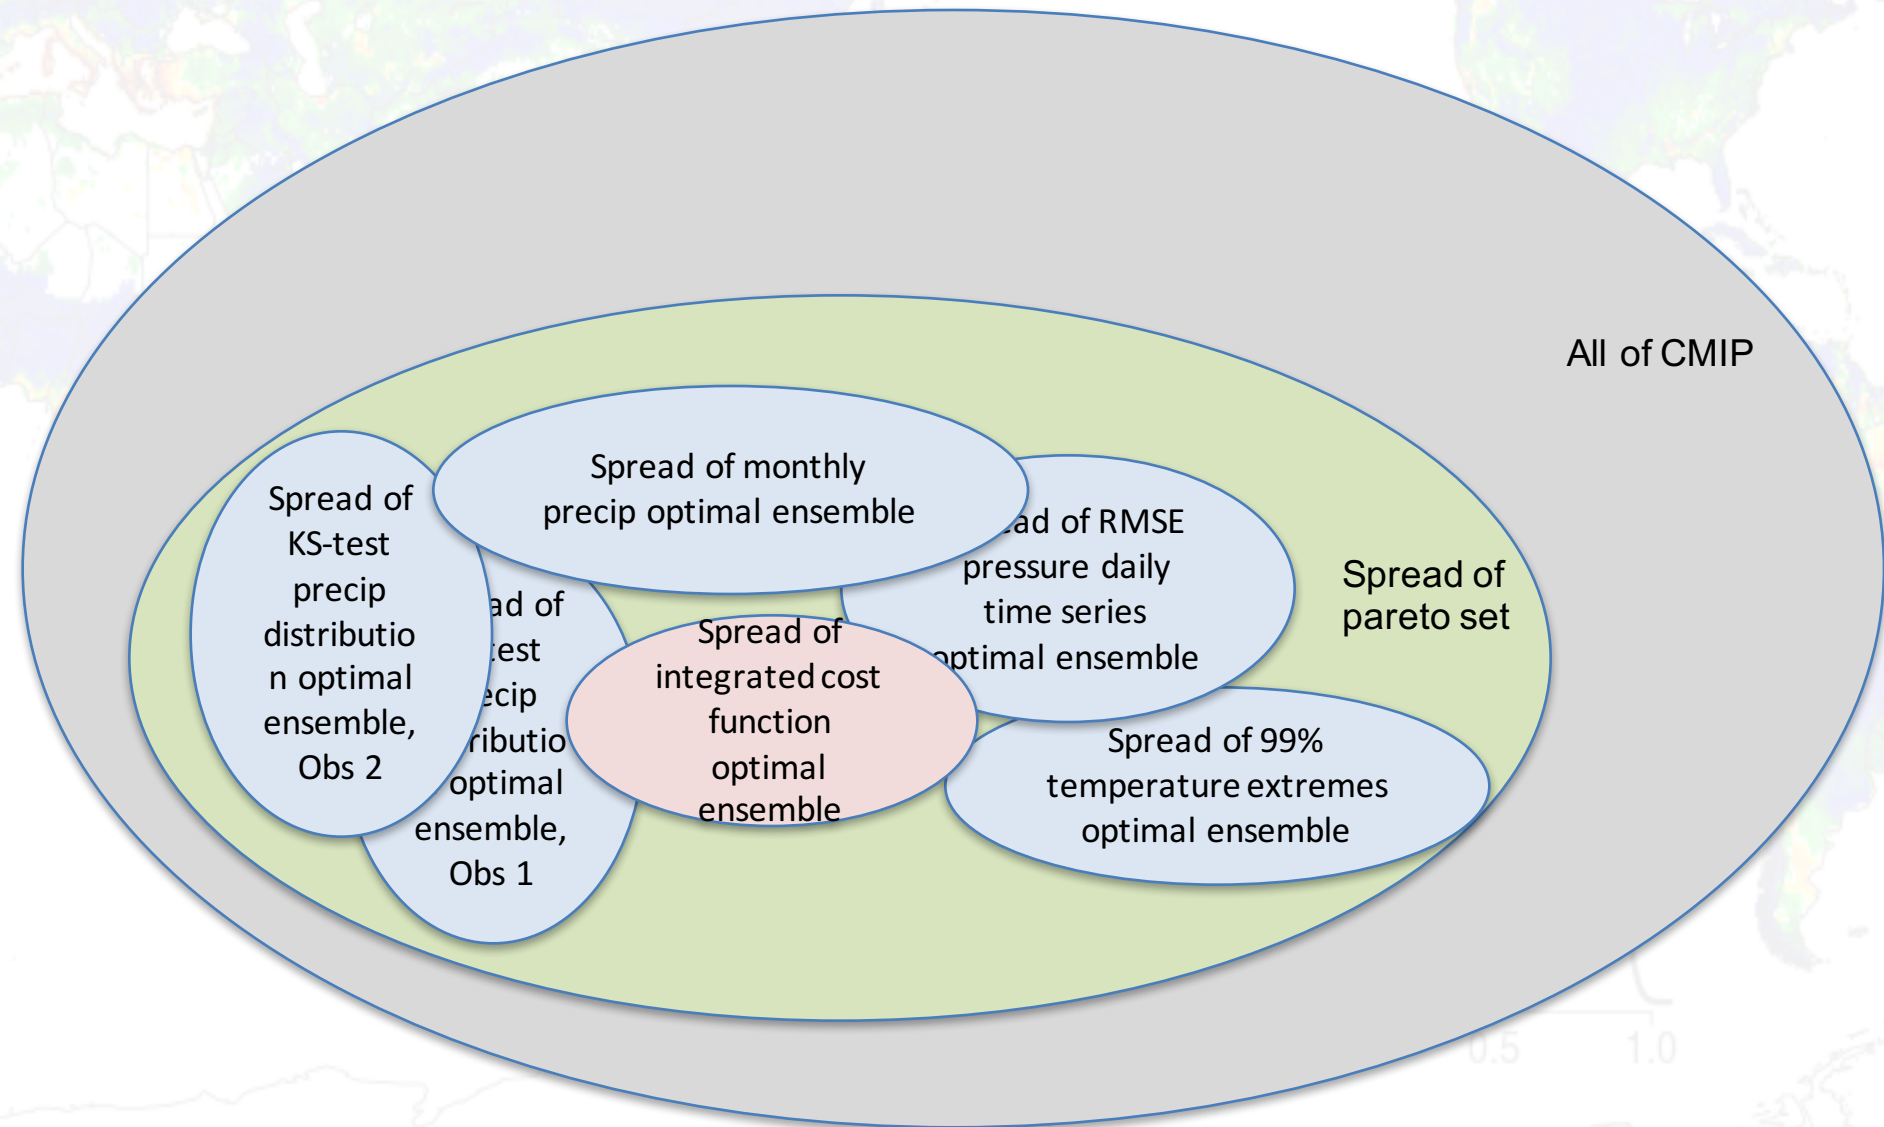 All of CMIP
Spread of
pareto set
Spread of monthly
precip optimal ensemble
Spread of
KS-test
precip
distributio
n optimal
ensemble,
Obs 2
ad of
test
ecip
ributio
optimal
ensemble,
Obs 1
ead of RMSE
pressure daily
time series
optimal ensemble
Spread of
integrated cost
function
optimal
ensemble
Spread of 99%
temperature extremes
optimal ensemble
0.5 1.0